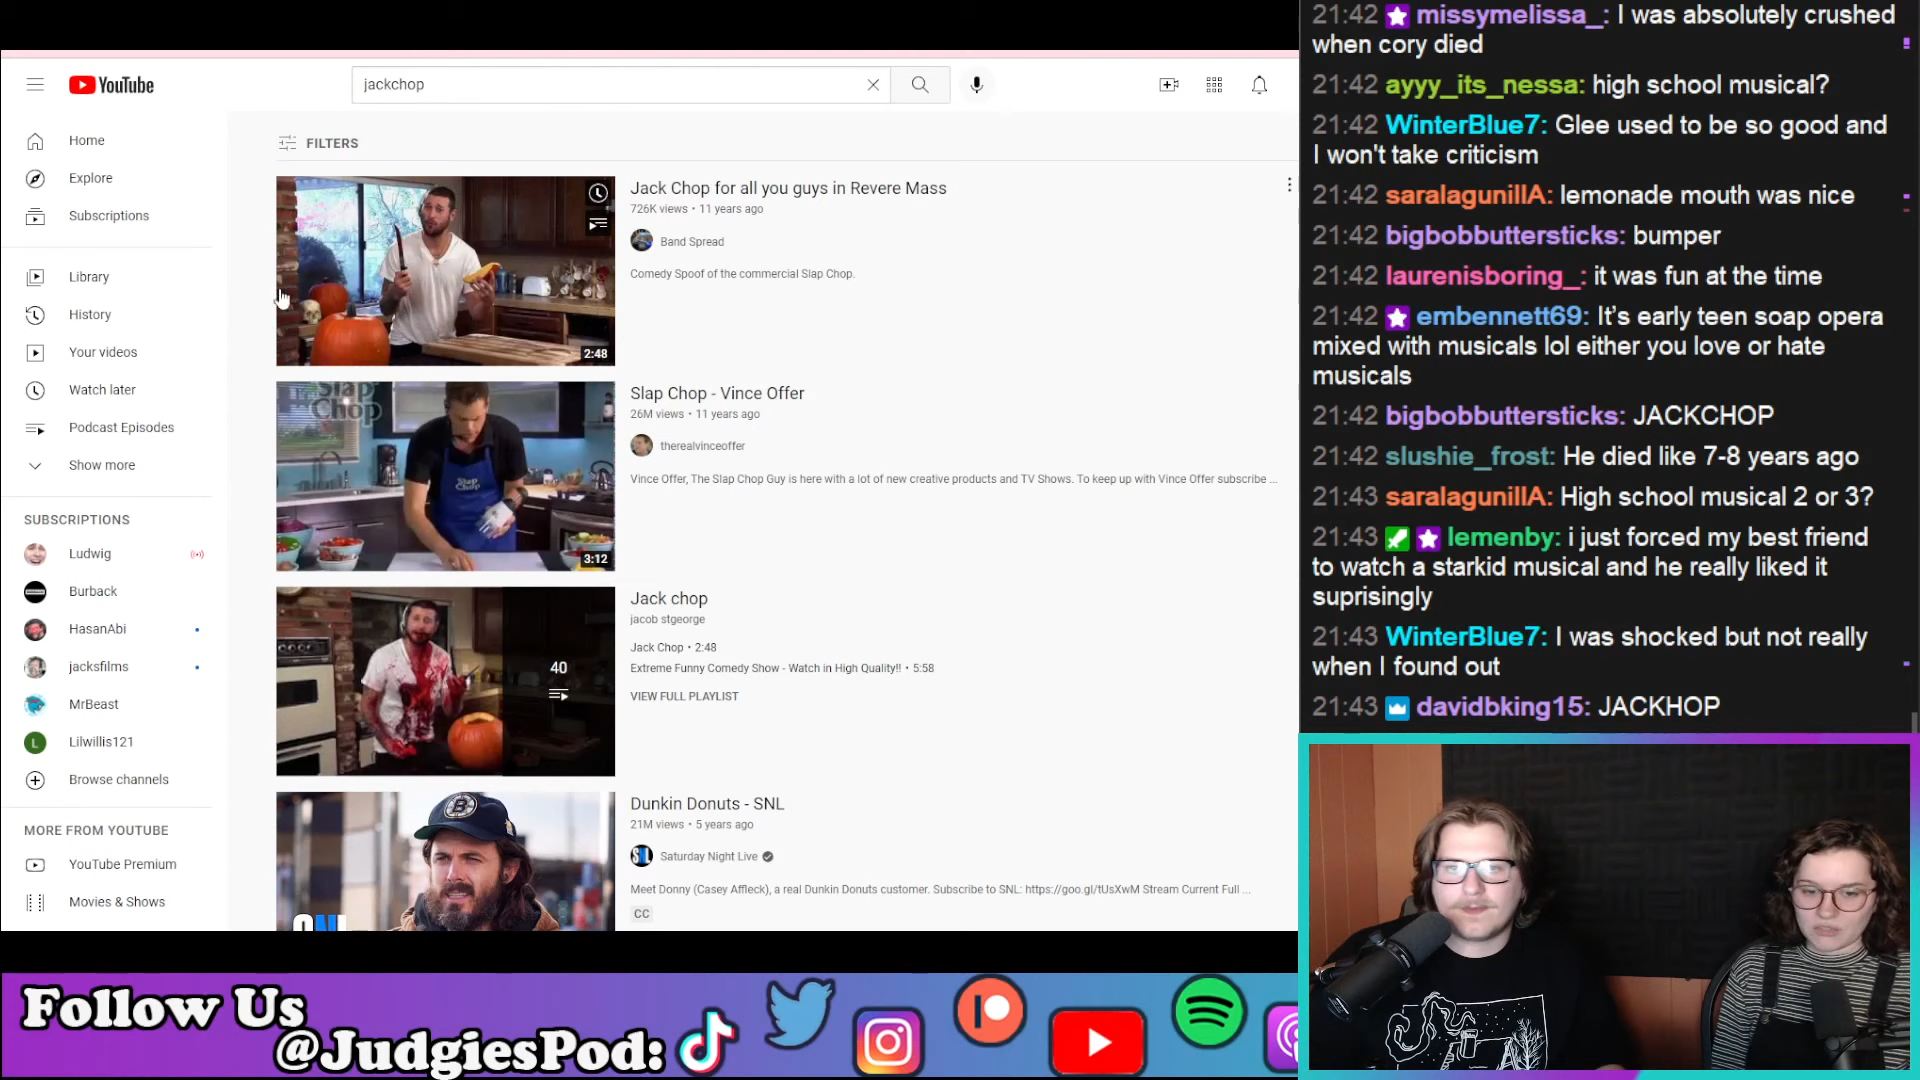 YouTube
jackchop
Home
Explore
Subscriptions
Library
History
Your videos
Watch later
Podcast Episodes
Show more
SUBSCRIPTIONS
Ludwig
Burback
HasanAbi
jacksfilms
MrBeast
L Lilwillis121
Browse channels
MORE FROM YOUTUBE
YouTube Premium
Movies & Shows
FILTERS
2:48
Jack Chop for all you guys in Revere Mass
726K views • 11 years ago
Band Spread
Comedy Spoof of the commercial Slap Chop.
Slap
Chop
Slap
Chop
3:12
Slap Chop - Vince Offer
26M views • 11 years ago
therealvinceoffer
Vince Offer, The Slap Chop Guy is here with a lot of new creative products and TV Shows. To keep up with Vince Offer subscribe ...
40
Jack chop
jacob stgeorge
Jack Chop • 2:48
Extreme Funny Comedy Show - Watch in High Quality!! • 5:58
VIEW FULL PLAYLIST
B
SNL
Dunkin Donuts - SNL
21M views • 5 years ago
Saturday Night Live
Meet Donny (Casey Affleck), a real Dunkin Donuts customer. Subscribe to SNL: https://goo.gl/tUsXwM Stream Current Full ...
CC
21:42 missymelissa_: I was absolutely crushed
when cory died
21:42 ayyy_its_nessa: high school musical?
21:42 WinterBlue7: Glee used to be so good and
I won't take criticism
21:42 saralagunillA: lemonade mouth was nice
21:42 bigbobbuttersticks: bumper
21:42 laurenisboring_: it was fun at the time
21:42 embennett69: It's early teen soap opera
mixed with musicals lol either you love or hate
musicals
21:42 bigbobbuttersticks: JACKCHOP
21:42 slushie_frost: He died like 7-8 years ago
21:43 saralagunillA: High school musical 2 or 3?
21:43 lemenby: i just forced my best friend
to watch a starkid musical and he really liked it
suprisingly
21:43 WinterBlue7: I was shocked but not really
when I found out
21:43 davidbking15: JACKHOP
Follow Us
@JudgiesPod: